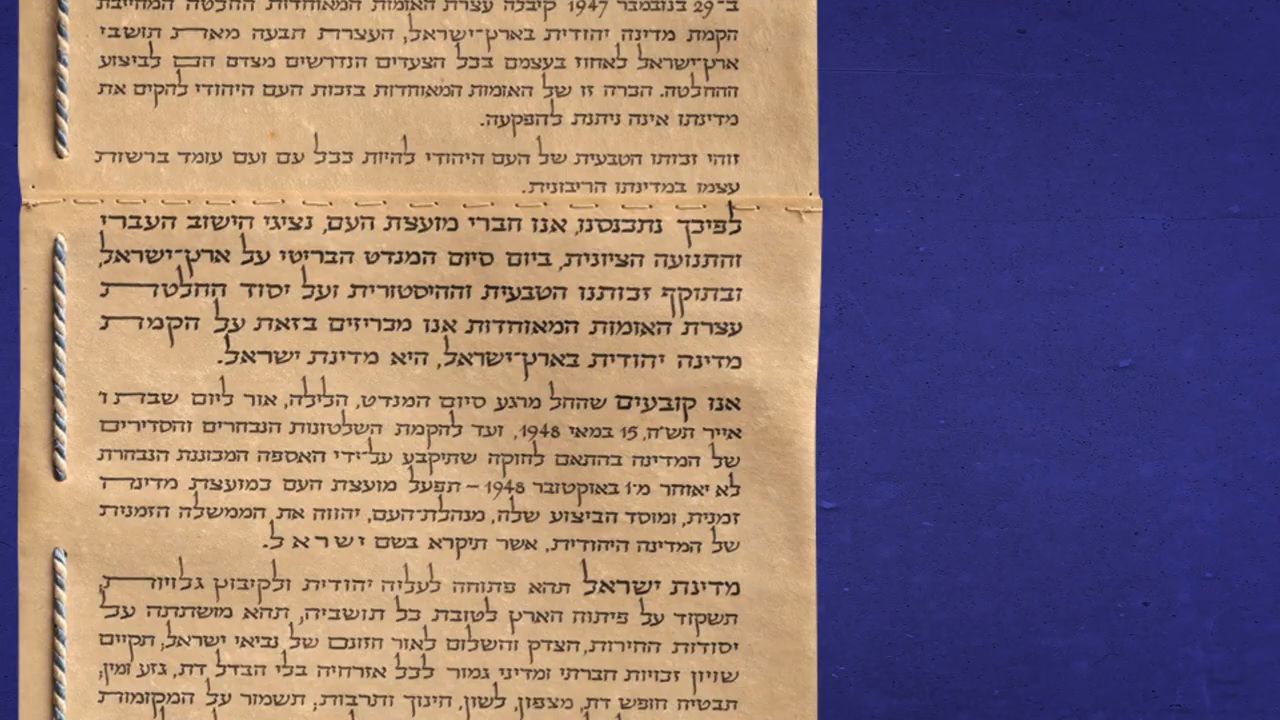 ב־29 בנובמבר 1947 קיבלה עצרת האומות המאוחדות החלטה המחייבת
הקמת מדינה יהודית בארץ־ישראל, העצרת תבעה מאת תושבי
ארץ־ישראל לאחוז בעצמם בכל הצעדים הנדרשים מצדם הם לביצוע
ההחלטה. הכרה זו של האומות המאוחדות בזכות העם היהודי להקים את
מדינתו אינה ניתנת להפקעה.
זוהי זכותו הטבעית של העם היהודי להיות ככל עם ועם עומד ברשות
עצמו במדינתו הריבונית.
לפיכך נתכנסנו, אנו חברי מועצת העם, נציגי הישוב העברי
והתנועה הציונית, ביום סיום המנדט הבריטי על ארץ־ישראל,
ובתוקף זכותנו הטבעית וההיסטורית ועל יסוד החלטת
עצרת האומות המאוחדות אנו מכריזים בזאת על הקמת
מדינה יהודית בארץ־ישראל, היא מדינת ישראל.
אנו קובעים שהחל מרגע סיום המנדט, הלילה, אור ליום שבת ו׳
אייר תש״ח, 15 במאי 1948, ועד להקמת השלטונות הנבחרים והסדירים
של המדינה בהתאם לחוקה שתיקבע על־ידי האספה המכוננת הנבחרת
לא יאוחר מ־1 באוקטובר 1948 – תפעל מועצת העם כמועצת מדינה
זמנית, ומוסד הביצוע שלה, מנהלת־העם, יהווה את הממשלה הזמנית
של המדינה היהודית, אשר תיקרא בשם ישראל.
מדינת ישראל תהא פתוחה לעליה יהודית ולקיבוץ גלויות,
תשקוד על פיתוח הארץ לטובת כל תושביה, תהא מושתתה על
יסודות החירות, הצדק והשלום לאור חזונם של נביאי ישראל, תקיים
שויון זכויות חברתי ומדיני גמור לכל אזרחיה בלי הבדל דת, גזע ומין,
תבטיח חופש דת, מצפון, לשון, חינוך ותרבות, תשמור על המקומות